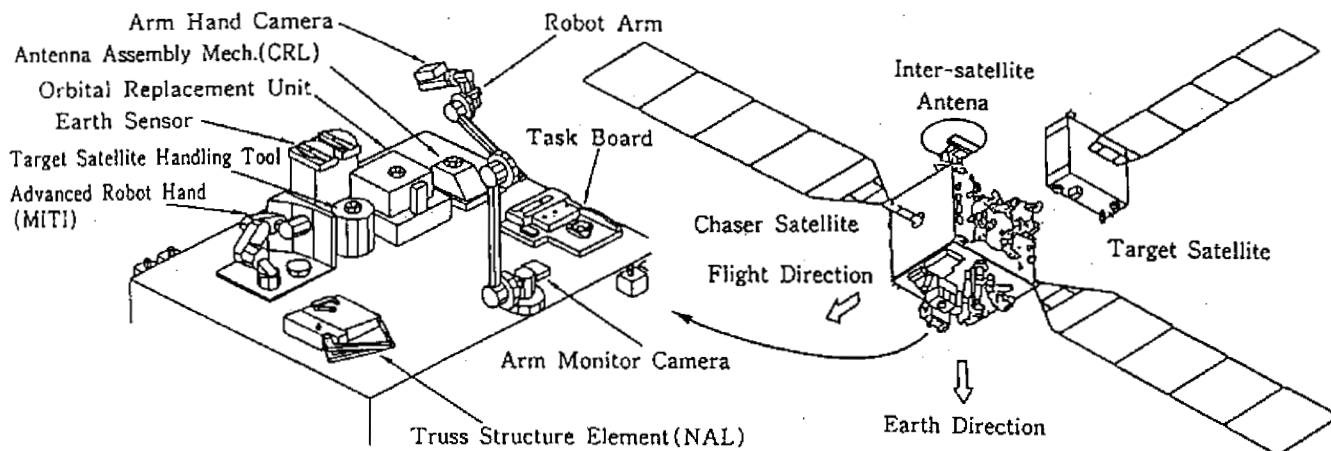 Arm Hand Camera
Robot Arm
Antenna Assembly Mech.(CRL)
Orbital Replacement Unit
Earth Sensor
Target Satellite Handling Tool
Advanced Robot Hand
(MITI)
Task Board
Inter-satellite
Antena
Chaser Satellite
Target Satellite
Flight Direction
Arm Monitor Camera
Earth Direction
Truss Structure Element(NAL)